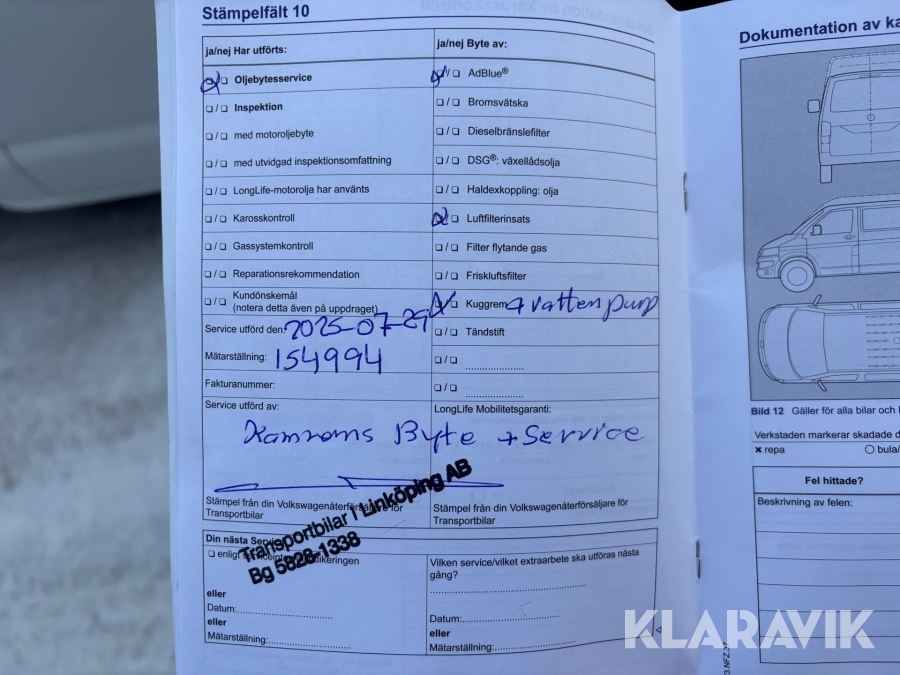 Stämpelfält 10
ja/nej Har utförts:
❏/❏ Oljebytesservice
❏/❏ Inspektion
❏/❏ med motoroljebyte
❏/❏ med utvidgad inspektionsomfattning
❏/❏ LongLife-motorolja har använts
❏/❏ Karosskontroll
❏/❏ Gassystemkontroll
❏/❏ Reparationsrekommendation
❏/❏ Kundönskemål
(notera detta även på uppdraget)
Service utförd den: 2025-07-29
Mätarställning: 154994
Fakturanummer:
Service utförd av:
ja/nej Byte av:
❏/❏ AdBlue®
❏/❏ Bromsvätska
❏/❏ Dieselbränslefilter
❏/❏ DSG®: växellådsolja
❏/❏ Haldexkoppling: olja
❏/❏ Luftfilterinsats
❏/❏ Filter flytande gas
❏/❏ Friskluftsfilter
❏/❏ Kuggrem + vattenpump
❏/❏ Tändstift
❏/❏
❏/❏
LongLife Mobilitetsgaranti:
Kamrems Byte + Service
Stämpel från din Volkswagenåterförsäljare för
Transportbilar
Stämpel från din Volkswagenåterförsäljare för
Transportbilar
Transportbilar i Linköping AB
Bg 5828-1338
Din nästa Service
❏ enligt
eller
Datum:
eller
Mätarställning:
Vilken service/vilket extraarbete ska utföras nästa
gång?
Datum:
eller
Mätarställning:
Dokumentation av ka
Bild 12 Gäller för alla bilar och
Verkstaden markerar skadade d
✖ repa
○ bula/
Fel hittade?
Beskrivning av felen:
KLARAVIK